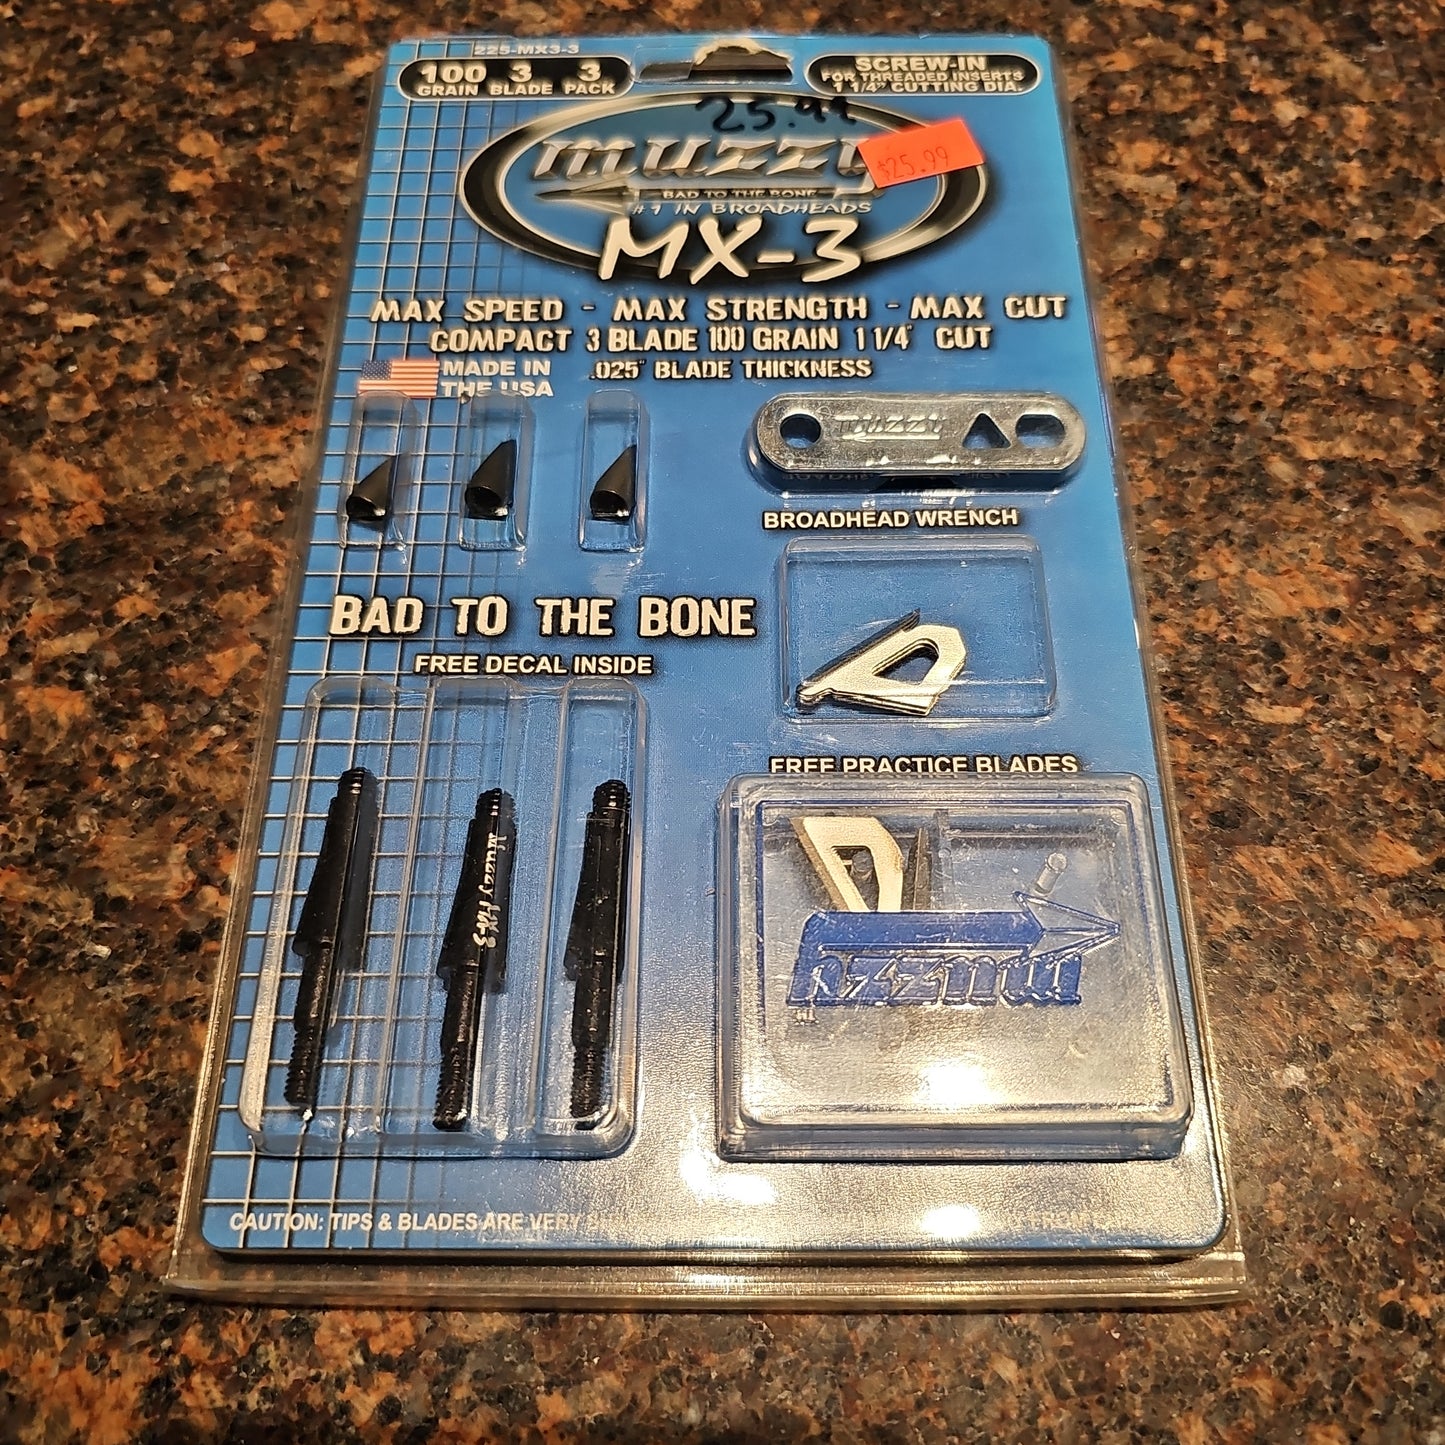 225-MX3-3
100 3 3
GRAIN BLADE PACK
SCREW-IN
FOR THREADED INSERTS
1 1/4" CUTTING DIA.
25.99
muzzy
$25.99
BAD TO THE BONE
#1 IN BROADHEADS
MX-3
MAX SPEED - MAX STRENGTH - MAX CUT
COMPACT 3 BLADE 100 GRAIN 1 1/4" CUT
MADE IN
THE USA
.025" BLADE THICKNESS
MUZZY
BROADHEAD WRENCH
BAD TO THE BONE
FREE DECAL INSIDE
FREE PRACTICE BLADES
Muzzy MX-3
muzzy
CAUTION: TIPS & BLADES ARE VERY
FROM